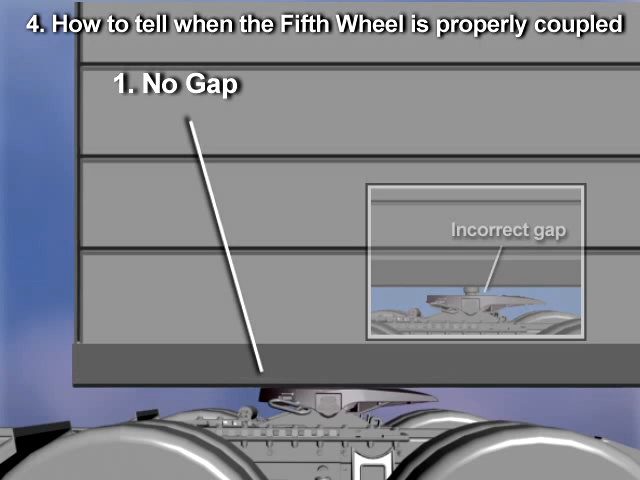 4. How to tell when the Fifth Wheel is properly coupled
1. No Gap
Incorrect gap